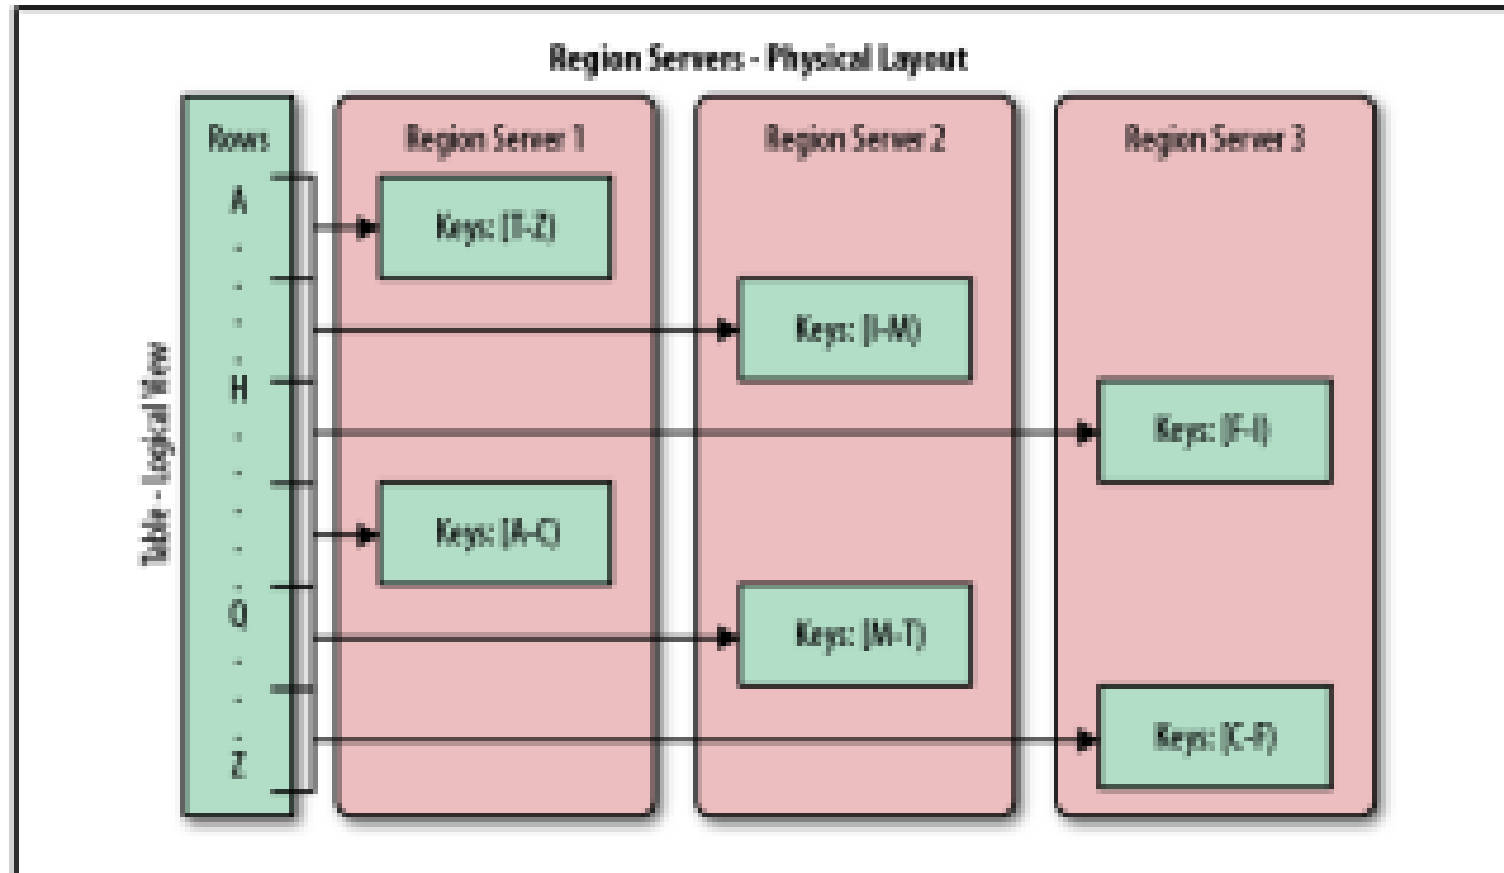 Region Servers - Physical Layout
Rows
Region Server 1
Region Server 2
Region Server 3
A
Keys: [T-Z)
Keys: [I-M)
H
Keys: [F-I)
Keys: [A-C)
Q
Keys: [M-T)
Keys: [C-F)
Z
Table - Logical View